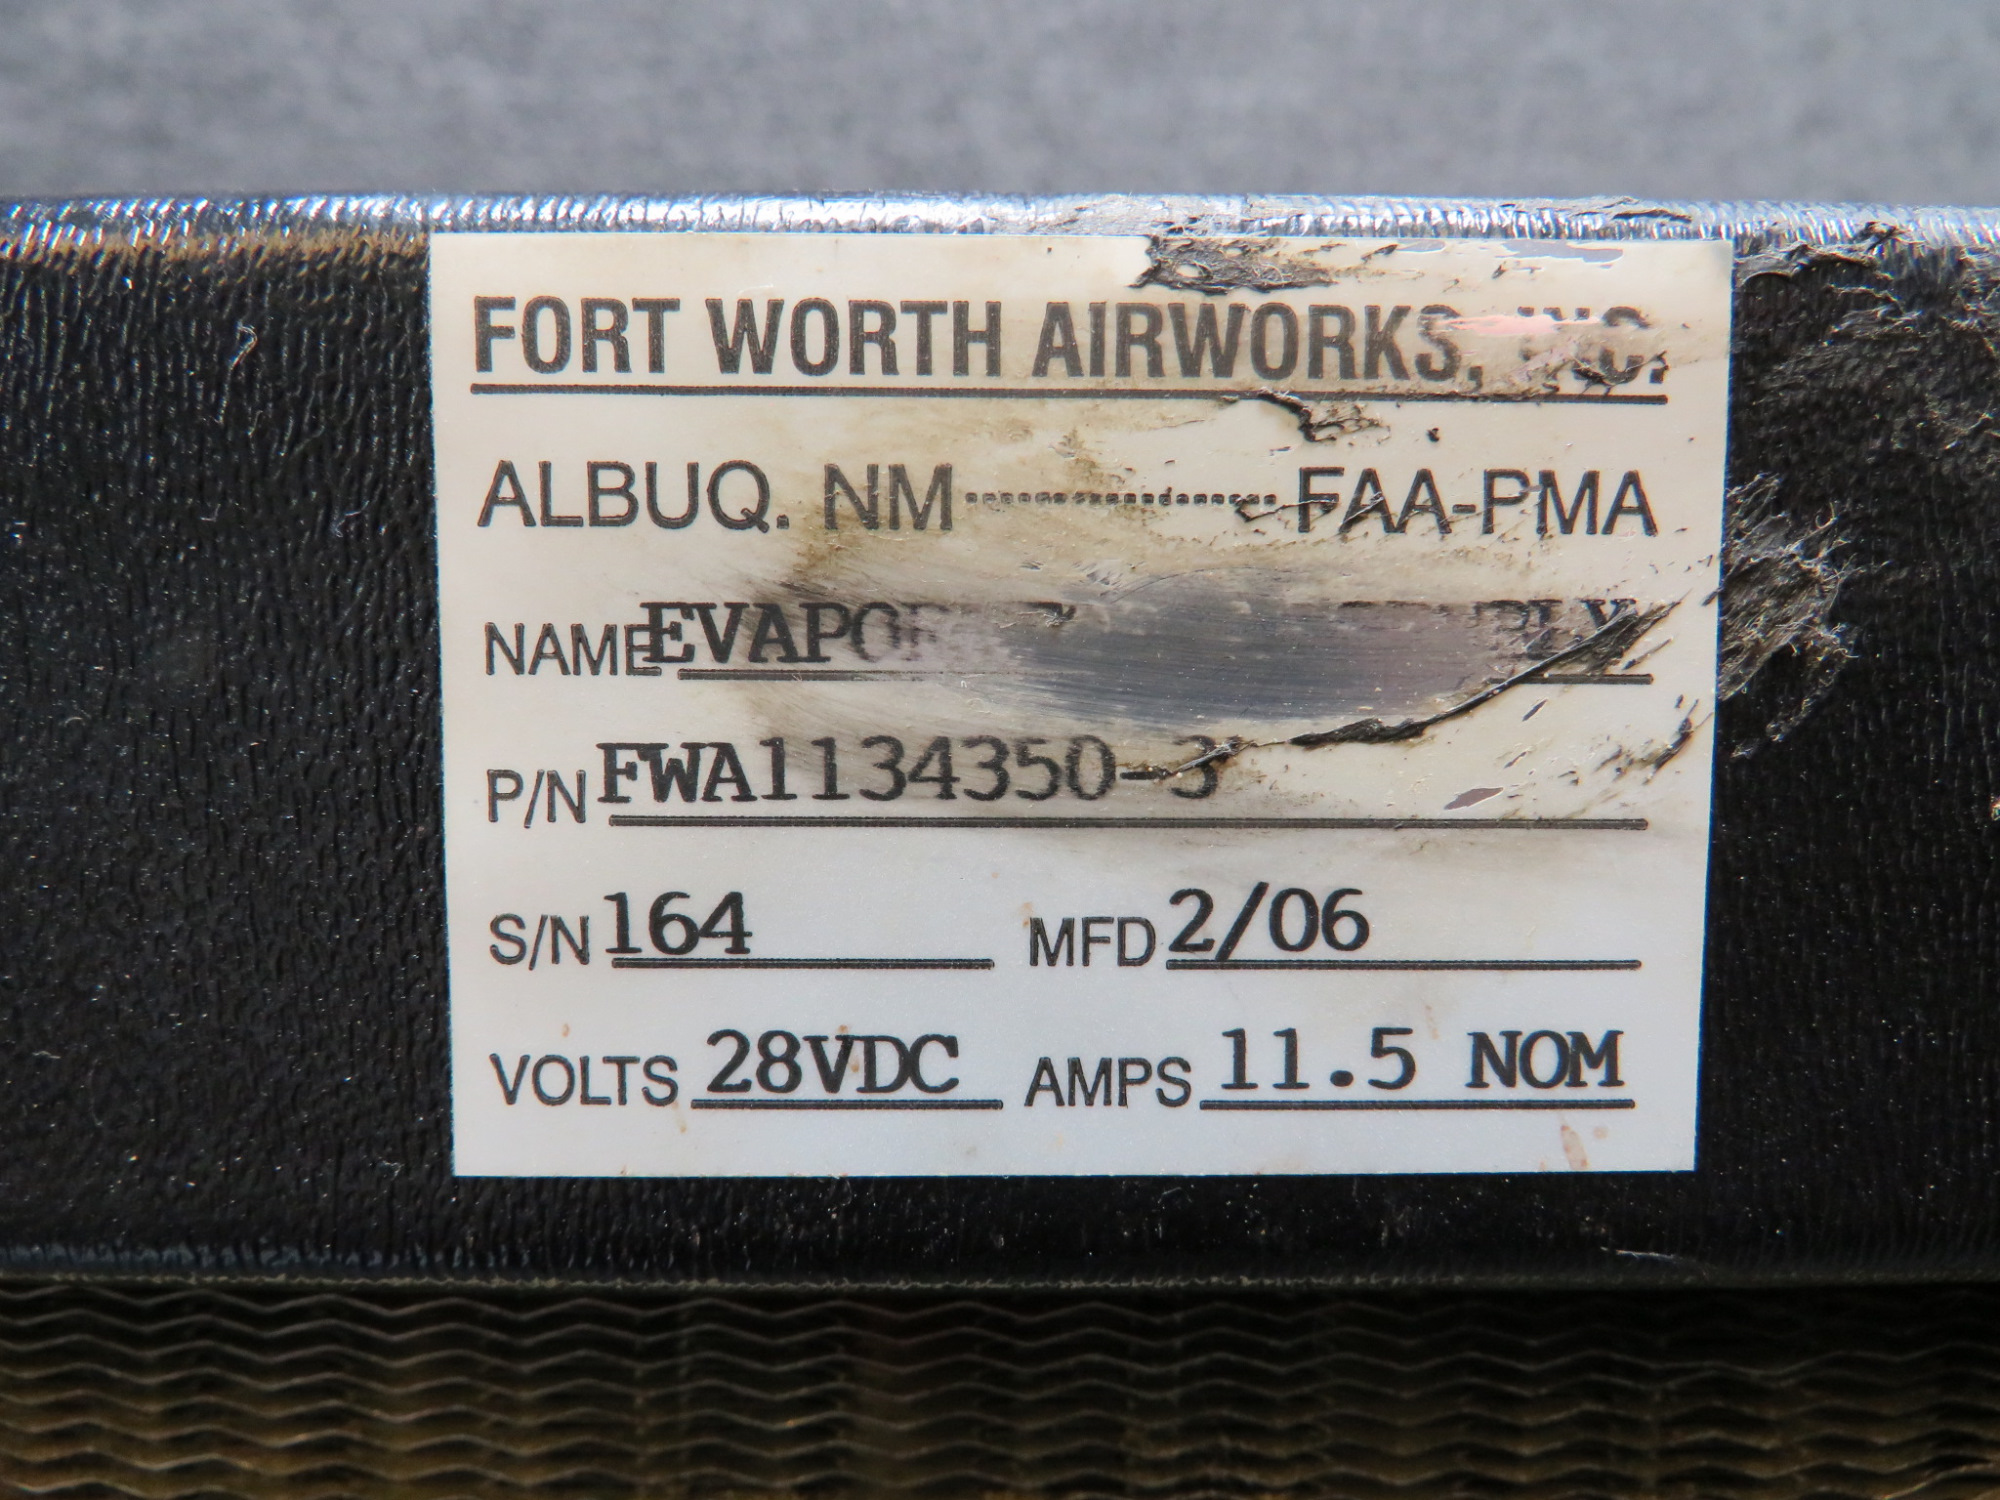 FORT WORTH AIRWORKS, INC.
ALBUQ. NM FAA-PMA
NAME
P/N FWA1134350-3
S/N 164 MFD 2/06
VOLTS 28VDC AMPS 11.5 NOM